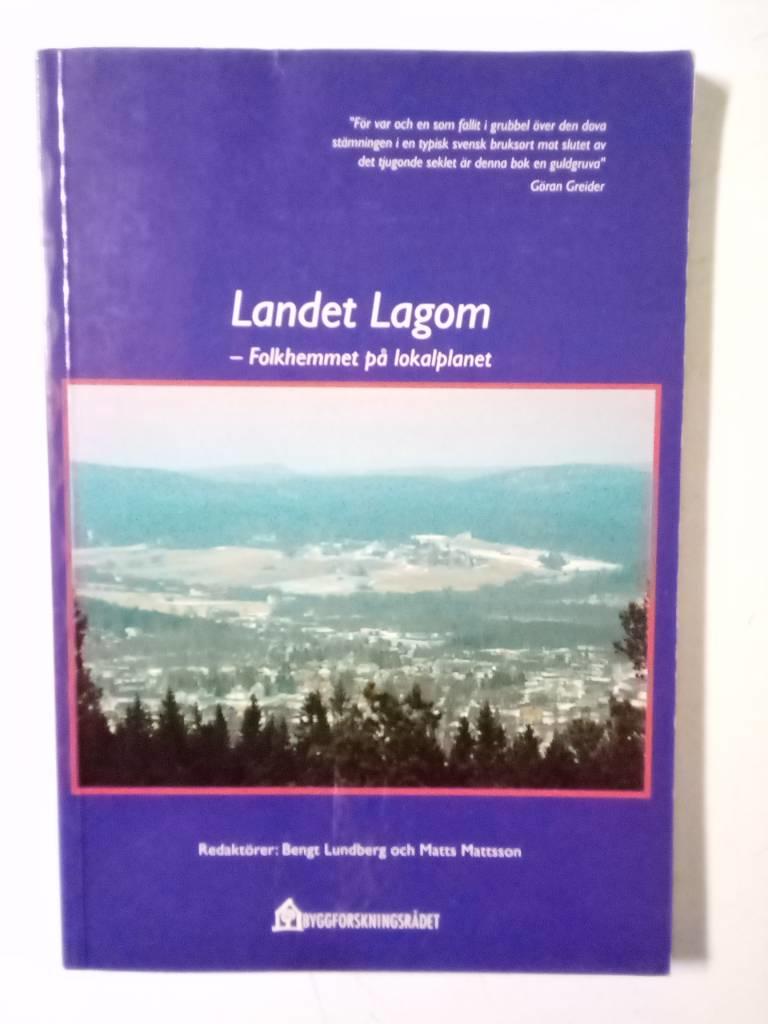 "För var och en som fallit i grubbel över den dova
stämningen i en typisk svensk bruksort mot slutet av
det tjugonde seklet är denna bok en guldgruva"
Göran Greider
Landet Lagom
– Folkhemmet på lokalplanet
Redaktörer: Bengt Lundberg och Matts Mattsson
BYGGFORSKNINGSRÅDET